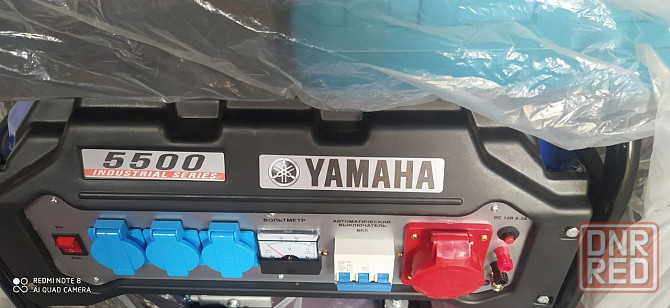 5500
INDUSTRIAL SERIES
YAMAHA
ВОЛЬТМЕТР
АВТОМАТИЧЕСКИЙ
ВЫКЛЮЧАТЕЛЬ
ВКЛ
V
DC 12В 8.3А
DNR
RED
REDMI NOTE 8
AI QUAD CAMERA